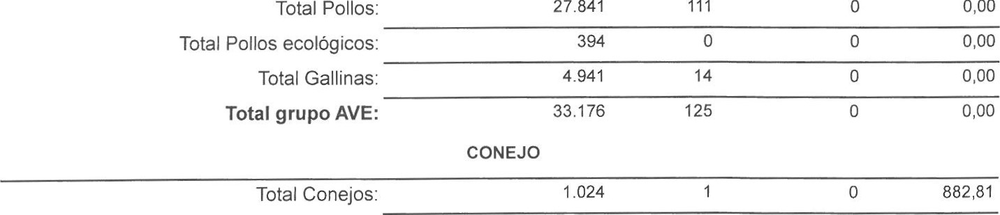 Total Pollos: 27.841 111 0 0,00
Total Pollos ecológicos: 394 0 0 0,00
Total Gallinas: 4.941 14 0 0,00
Total grupo AVE: 33.176 125 0 0,00
CONEJO
Total Conejos: 1.024 1 0 882,81